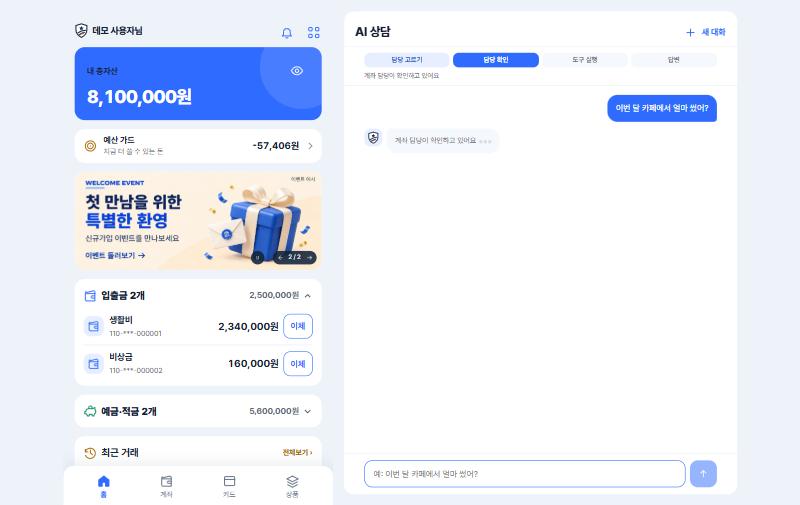 데모 사용자님
내 총자산
8,100,000원
예산 가드
지금 더 쓸 수 있는 돈
-57,406원
WELCOME EVENT
이벤트 예시
첫 만남을 위한
특별한 환영
신규가입 이벤트를 만나보세요
이벤트 둘러보기 →
2 / 2
입출금 2개
2,500,000원
생활비
110-***-000001
2,340,000원
이체
비상금
110-***-000002
160,000원
이체
예금·적금 2개
5,600,000원
최근 거래
전체보기 ›
홈
계좌
카드
상품
AI 상담
+ 새 대화
담당 고르기
담당 확인
도구 실행
답변
계좌 담당이 확인하고 있어요
이번 달 카페에서 얼마 썼어?
계좌 담당이 확인하고 있어요
예: 이번 달 카페에서 얼마 썼어?